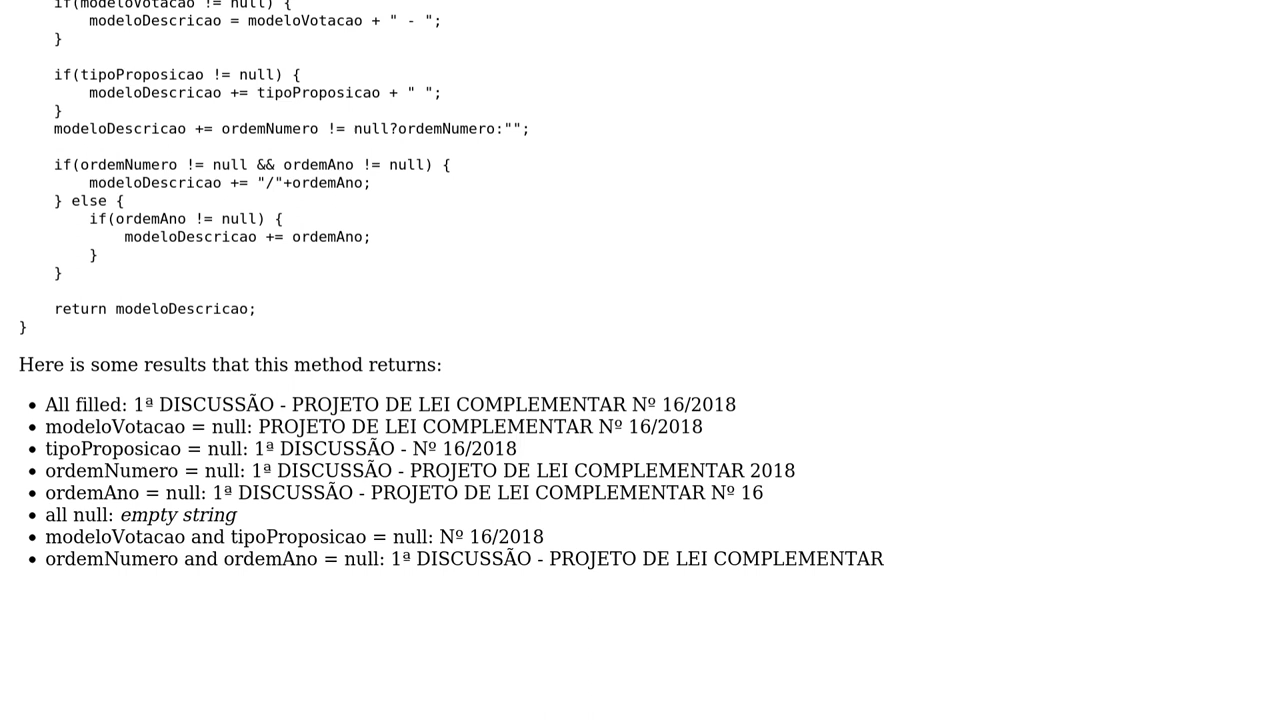 if(modeloVotacao != null) {
modeloDescricao = modeloVotacao + " - ";
}
if(tipoProposicao != null) {
modeloDescricao += tipoProposicao + " ";
}
modeloDescricao += ordemNumero != null?ordemNumero:"";
if(ordemNumero != null && ordemAno != null) {
modeloDescricao += "/"+ordemAno;
} else {
if(ordemAno != null) {
modeloDescricao += ordemAno;
}
}
return modeloDescricao;
}
Here is some results that this method returns:
• All filled: 1ª DISCUSSÃO - PROJETO DE LEI COMPLEMENTAR Nº 16/2018
• modeloVotacao = null: PROJETO DE LEI COMPLEMENTAR Nº 16/2018
• tipoProposicao = null: 1ª DISCUSSÃO - Nº 16/2018
• ordemNumero = null: 1ª DISCUSSÃO - PROJETO DE LEI COMPLEMENTAR 2018
• ordemAno = null: 1ª DISCUSSÃO - PROJETO DE LEI COMPLEMENTAR Nº 16
• all null: empty string
• modeloVotacao and tipoProposicao = null: Nº 16/2018
• ordemNumero and ordemAno = null: 1ª DISCUSSÃO - PROJETO DE LEI COMPLEMENTAR